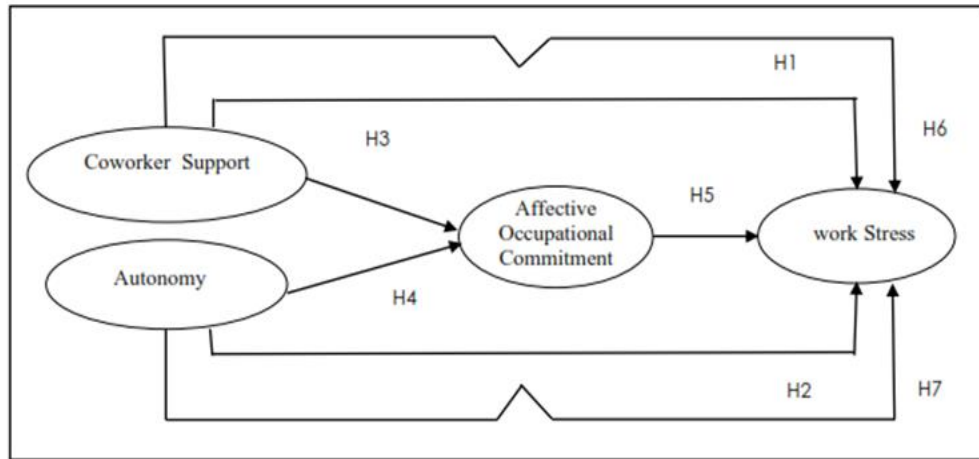 H1
H6
H3
Coworker Support
H5
Affective
Occupational
Commitment
work Stress
Autonomy
H4
H2
H7